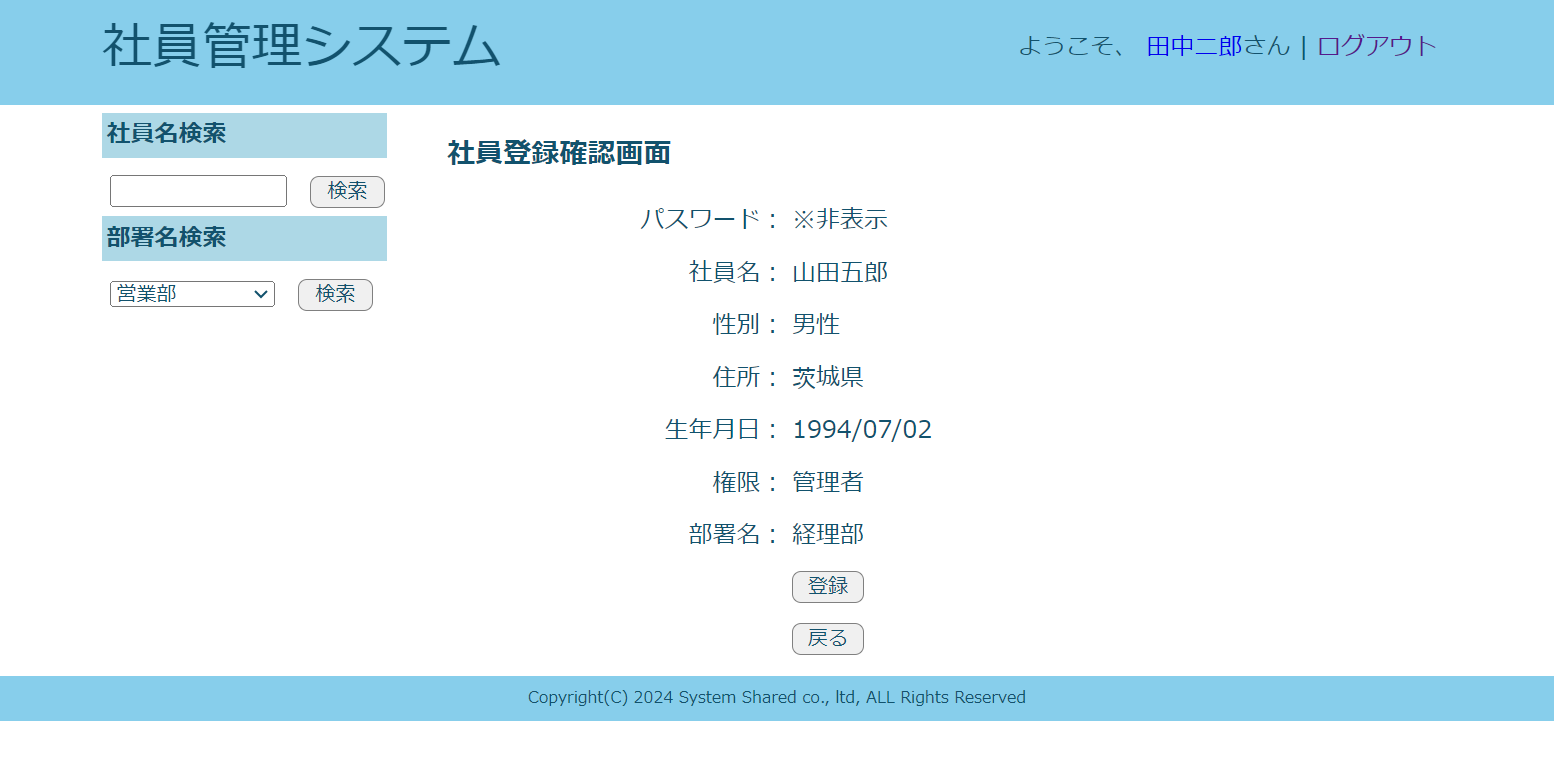 社員管理システム
ようこそ、 田中二郎さん | ログアウト
社員名検索
検索
部署名検索
営業部 検索
社員登録確認画面
パスワード： ※非表示
社員名： 山田五郎
性別： 男性
住所： 茨城県
生年月日： 1994/07/02
権限： 管理者
部署名： 経理部
登録
戻る
Copyright(C) 2024 System Shared co., ltd, ALL Rights Reserved